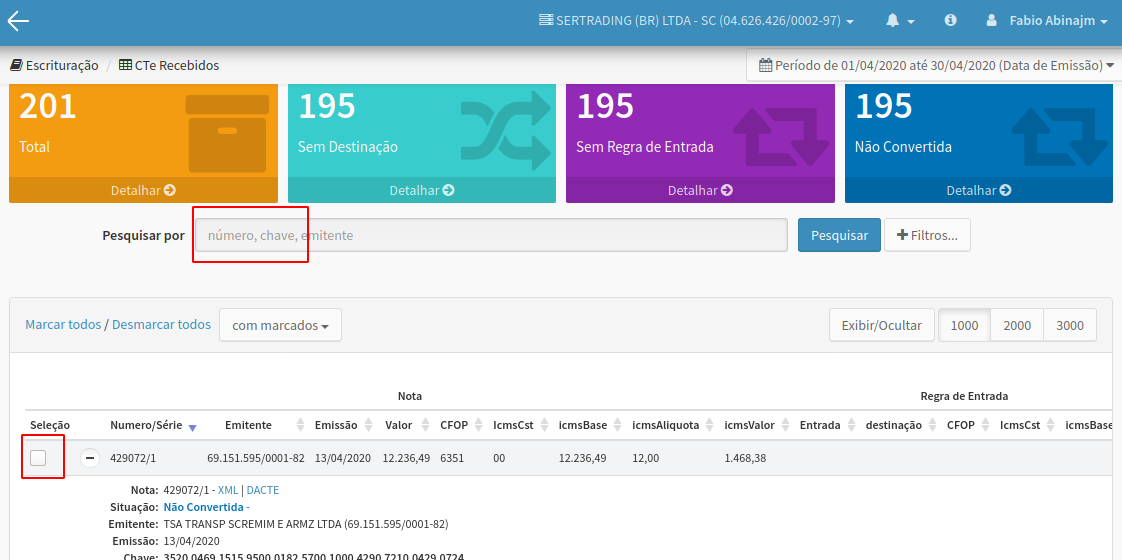 SERTRADING (BR) LTDA - SC (04.626.426/0002-97) Fabio Abinajm
Escrituração / CTe Recebidos Período de 01/04/2020 até 30/04/2020 (Data de Emissão)
201 195 195 195
Total Sem Destinação Sem Regra de Entrada Não Convertida
Detalhar Detalhar Detalhar Detalhar
Pesquisar por número, chave, emitente Pesquisar Filtros...
Marcar todos / Desmarcar todos com marcados Exibir/Ocultar 1000 2000 3000
Nota Regra de Entrada
Seleção Numero/Série Emitente Emissão Valor CFOP IcmsCst icmsBase icmsAliquota icmsValor Entrada destinação CFOP IcmsCst icmsBase
429072/1 69.151.595/0001-82 13/04/2020 12.236,49 6351 00 12.236,49 12,00 1.468,38
Nota: 429072/1 - XML | DACTE
Situação: Não Convertida -
Emitente: TSA TRANSP SCREMIM E ARMZ LTDA (69.151.595/0001-82)
Emissão: 13/04/2020
Chave: 3520 0469 1515 9500 0182 5700 1000 4290 7210 0429 0724